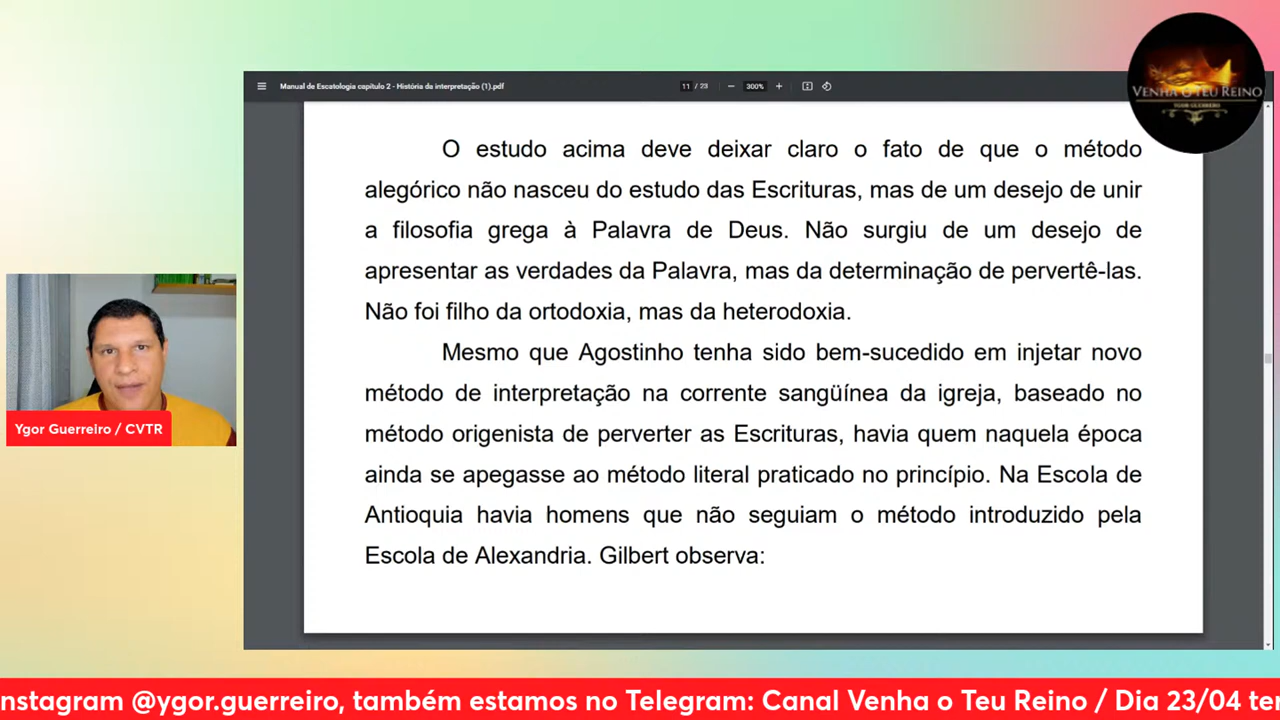 VENHA O TEU REINO
YGOR GUERREIRO
Manual de Escatologia capitulo 2 - História da interpretação (1).pdf
11 / 23
300%
O estudo acima deve deixar claro o fato de que o método
alegórico não nasceu do estudo das Escrituras, mas de um desejo de unir
a filosofia grega à Palavra de Deus. Não surgiu de um desejo de
apresentar as verdades da Palavra, mas da determinação de pervertê-las.
Não foi filho da ortodoxia, mas da heterodoxia.
Mesmo que Agostinho tenha sido bem-sucedido em injetar novo
método de interpretação na corrente sangüínea da igreja, baseado no
método origenista de perverter as Escrituras, havia quem naquela época
ainda se apegasse ao método literal praticado no princípio. Na Escola de
Antioquia havia homens que não seguiam o método introduzido pela
Escola de Alexandria. Gilbert observa:
Ygor Guerreiro / CVTR
nstagram @ygor.guerreiro, também estamos no Telegram: Canal Venha o Teu Reino / Dia 23/04 ter